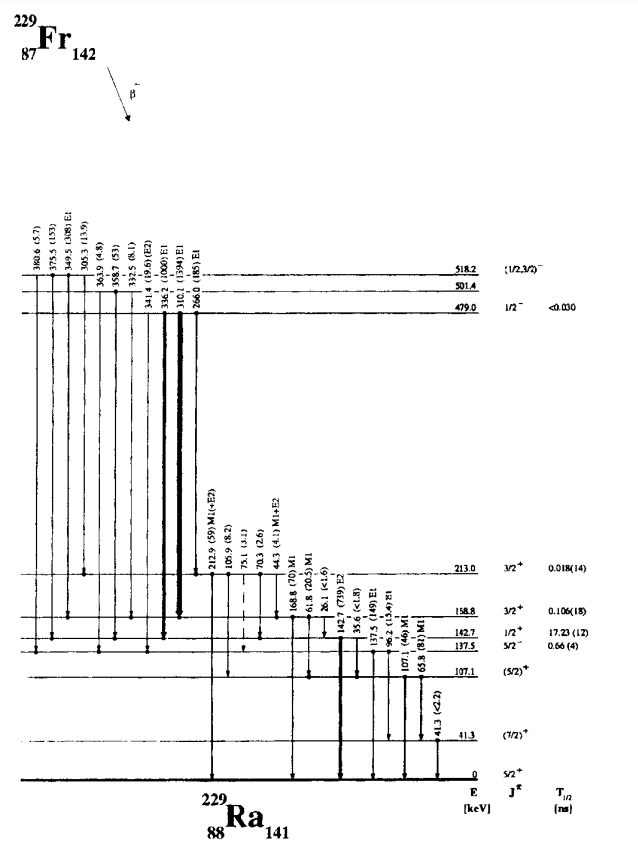 229
87 Fr 142
β⁻
380.6 (5.7)
375.5 (153)
349.5 (308) E1
305.3 (13.9)
363.9 (4.8)
358.7 (53)
332.5 (8.1)
341.4 (19.6) (E2)
336.2 (1000) E1
310.1 (1394) E1
266.0 (185) E1
518.2 (1/2,3/2)⁻
501.4
479.0 1/2⁻ <0.030
212.9 (59) M1(+E2)
105.9 (8.2)
75.1 (3.1)
70.3 (2.6)
44.3 (4.1) M1+E2
213.0 3/2⁺ 0.018(14)
168.8 (70) M1
61.8 (20.5) M1
26.1 (<1.6)
168.8 3/2⁺ 0.106(18)
142.7 (739) E2
35.6 (<1.8)
142.7 1/2⁺ 17.23 (12)
137.5 (149) E1
96.2 (15.4) E1
137.5 5/2⁻ 0.66 (4)
107.1 (46) M1
65.8 (81) M1
107.1 (5/2)⁺
41.3 (<2.2)
41.3 (7/2)⁺
0 5/2⁺
E Jπ T1/2
[keV] [ns]
229
88 Ra 141